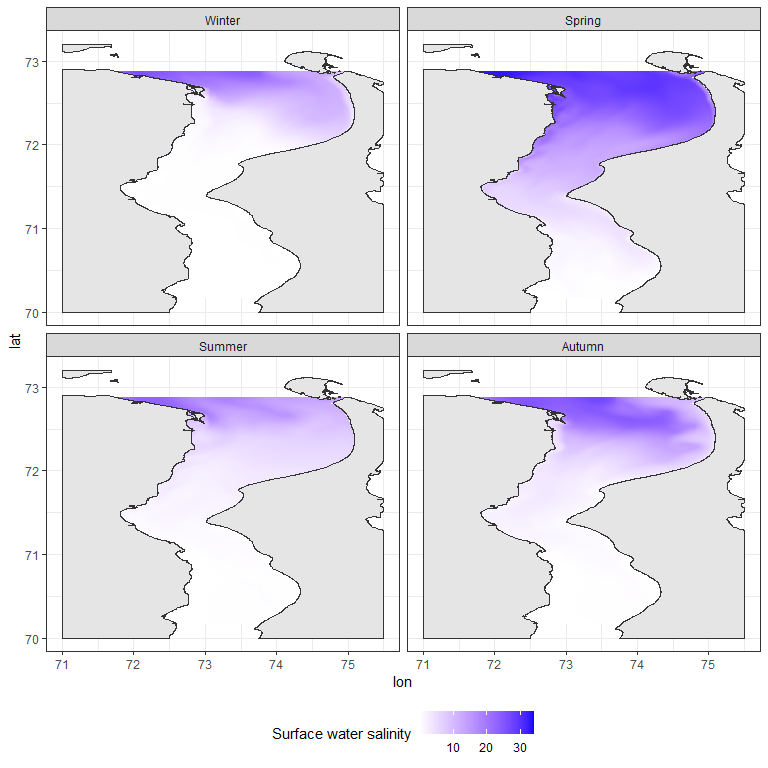 Winter
Spring
73
72
71
70
Summer
Autumn
73
72
71
70
lat
71 72 73 74 75
71 72 73 74 75
lon
Surface water salinity
10 20 30